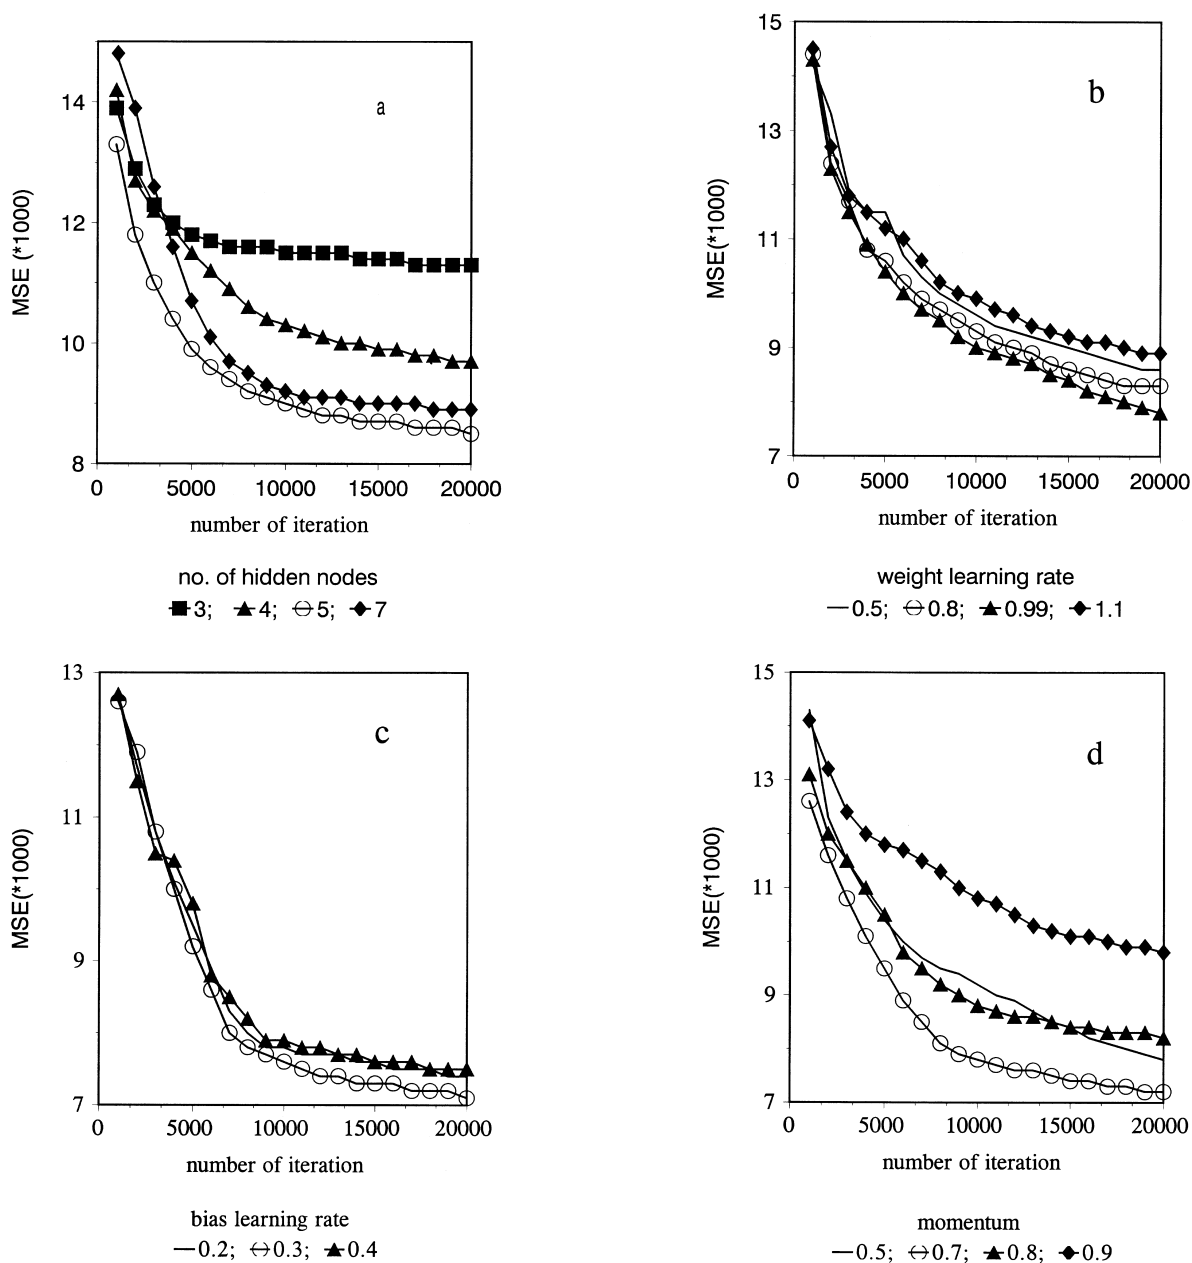 a
14
12
10
8
MSE (*1000)
0 5000 10000 15000 20000
number of iteration
no. of hidden nodes
3; 4; 5; 7
b
15
13
11
9
7
MSE(*1000)
0 5000 10000 15000 20000
number of iteration
weight learning rate
0.5; 0.8; 0.99; 1.1
c
13
11
9
7
MSE(*1000)
0 5000 10000 15000 20000
number of iteration
bias learning rate
0.2; 0.3; 0.4
d
15
13
11
9
7
MSE(*1000)
0 5000 10000 15000 20000
number of iteration
momentum
0.5; 0.7; 0.8; 0.9